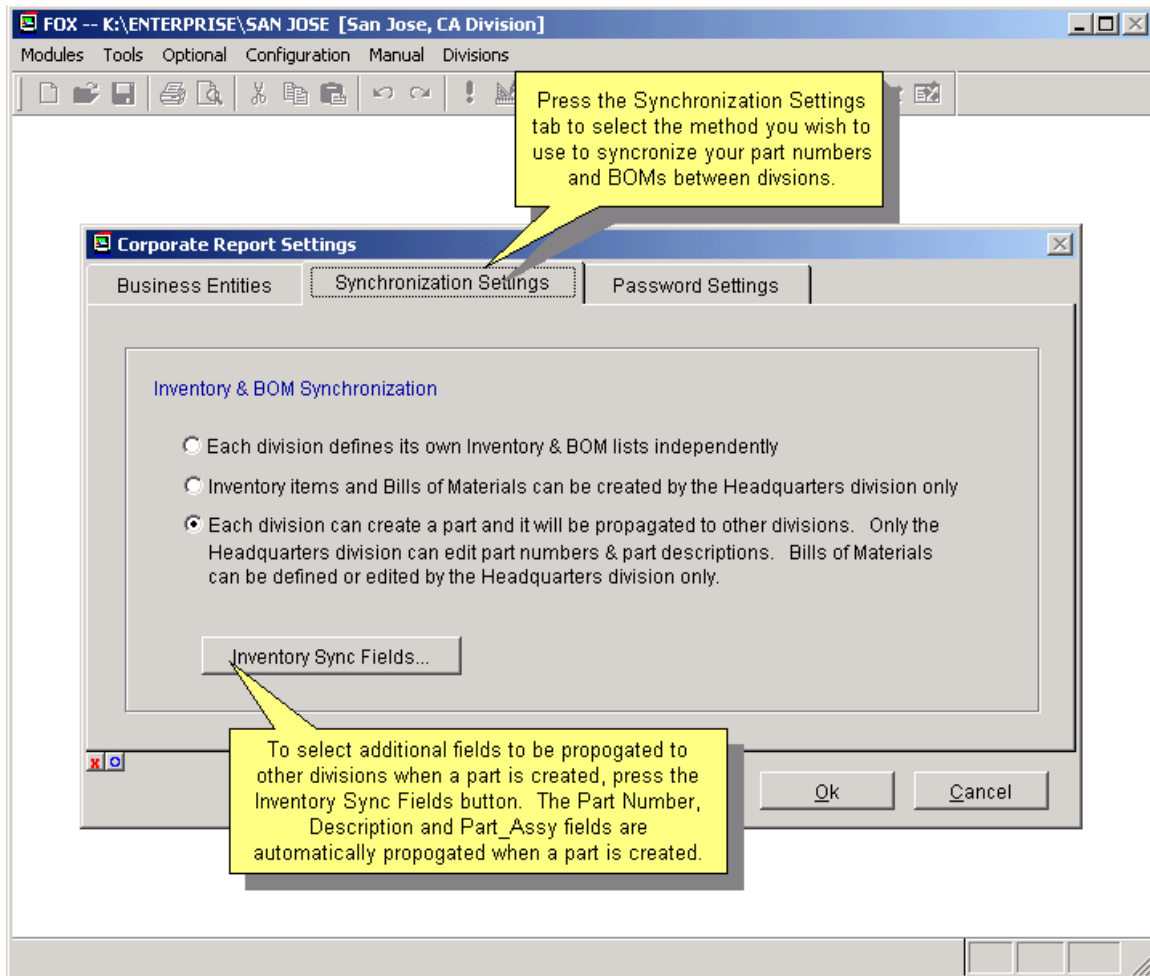 FOX -- K:\ENTERPRISE\SAN JOSE [San Jose, CA Division]
Modules Tools Optional Configuration Manual Divisions
Press the Synchronization Settings
tab to select the method you wish to
use to syncronize your part numbers
and BOMs between divsions.
Corporate Report Settings
Business Entities Synchronization Settings Password Settings
Inventory & BOM Synchronization
Each division defines its own Inventory & BOM lists independently
Inventory items and Bills of Materials can be created by the Headquarters division only
Each division can create a part and it will be propagated to other divisions. Only the
Headquarters division can edit part numbers & part descriptions. Bills of Materials
can be defined or edited by the Headquarters division only.
Inventory Sync Fields...
To select additional fields to be propogated to
other divisions when a part is created, press the
Inventory Sync Fields button. The Part Number,
Description and Part_Assy fields are
automatically propogated when a part is created.
Ok Cancel